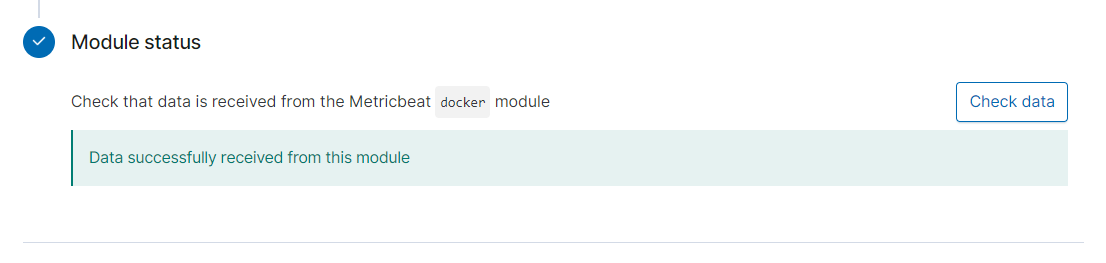 Module status
Check that data is received from the Metricbeat docker module
Check data
Data successfully received from this module